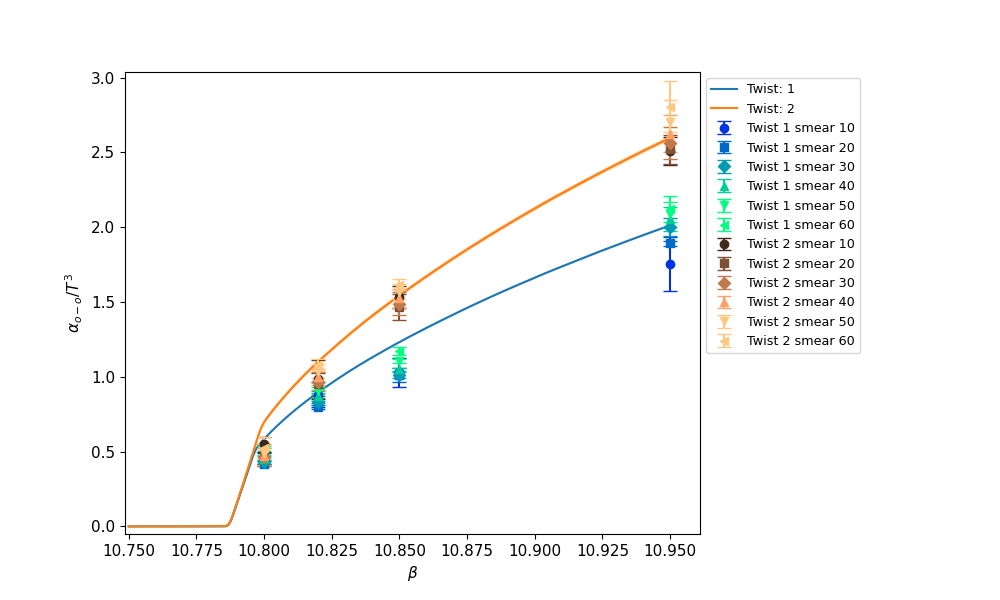 3.0
2.5
2.0
1.5
1.0
0.5
0.0
α_{o−o}/T^3
10.750 10.775 10.800 10.825 10.850 10.875 10.900 10.925 10.950
β
Twist: 1
Twist: 2
Twist 1 smear 10
Twist 1 smear 20
Twist 1 smear 30
Twist 1 smear 40
Twist 1 smear 50
Twist 1 smear 60
Twist 2 smear 10
Twist 2 smear 20
Twist 2 smear 30
Twist 2 smear 40
Twist 2 smear 50
Twist 2 smear 60